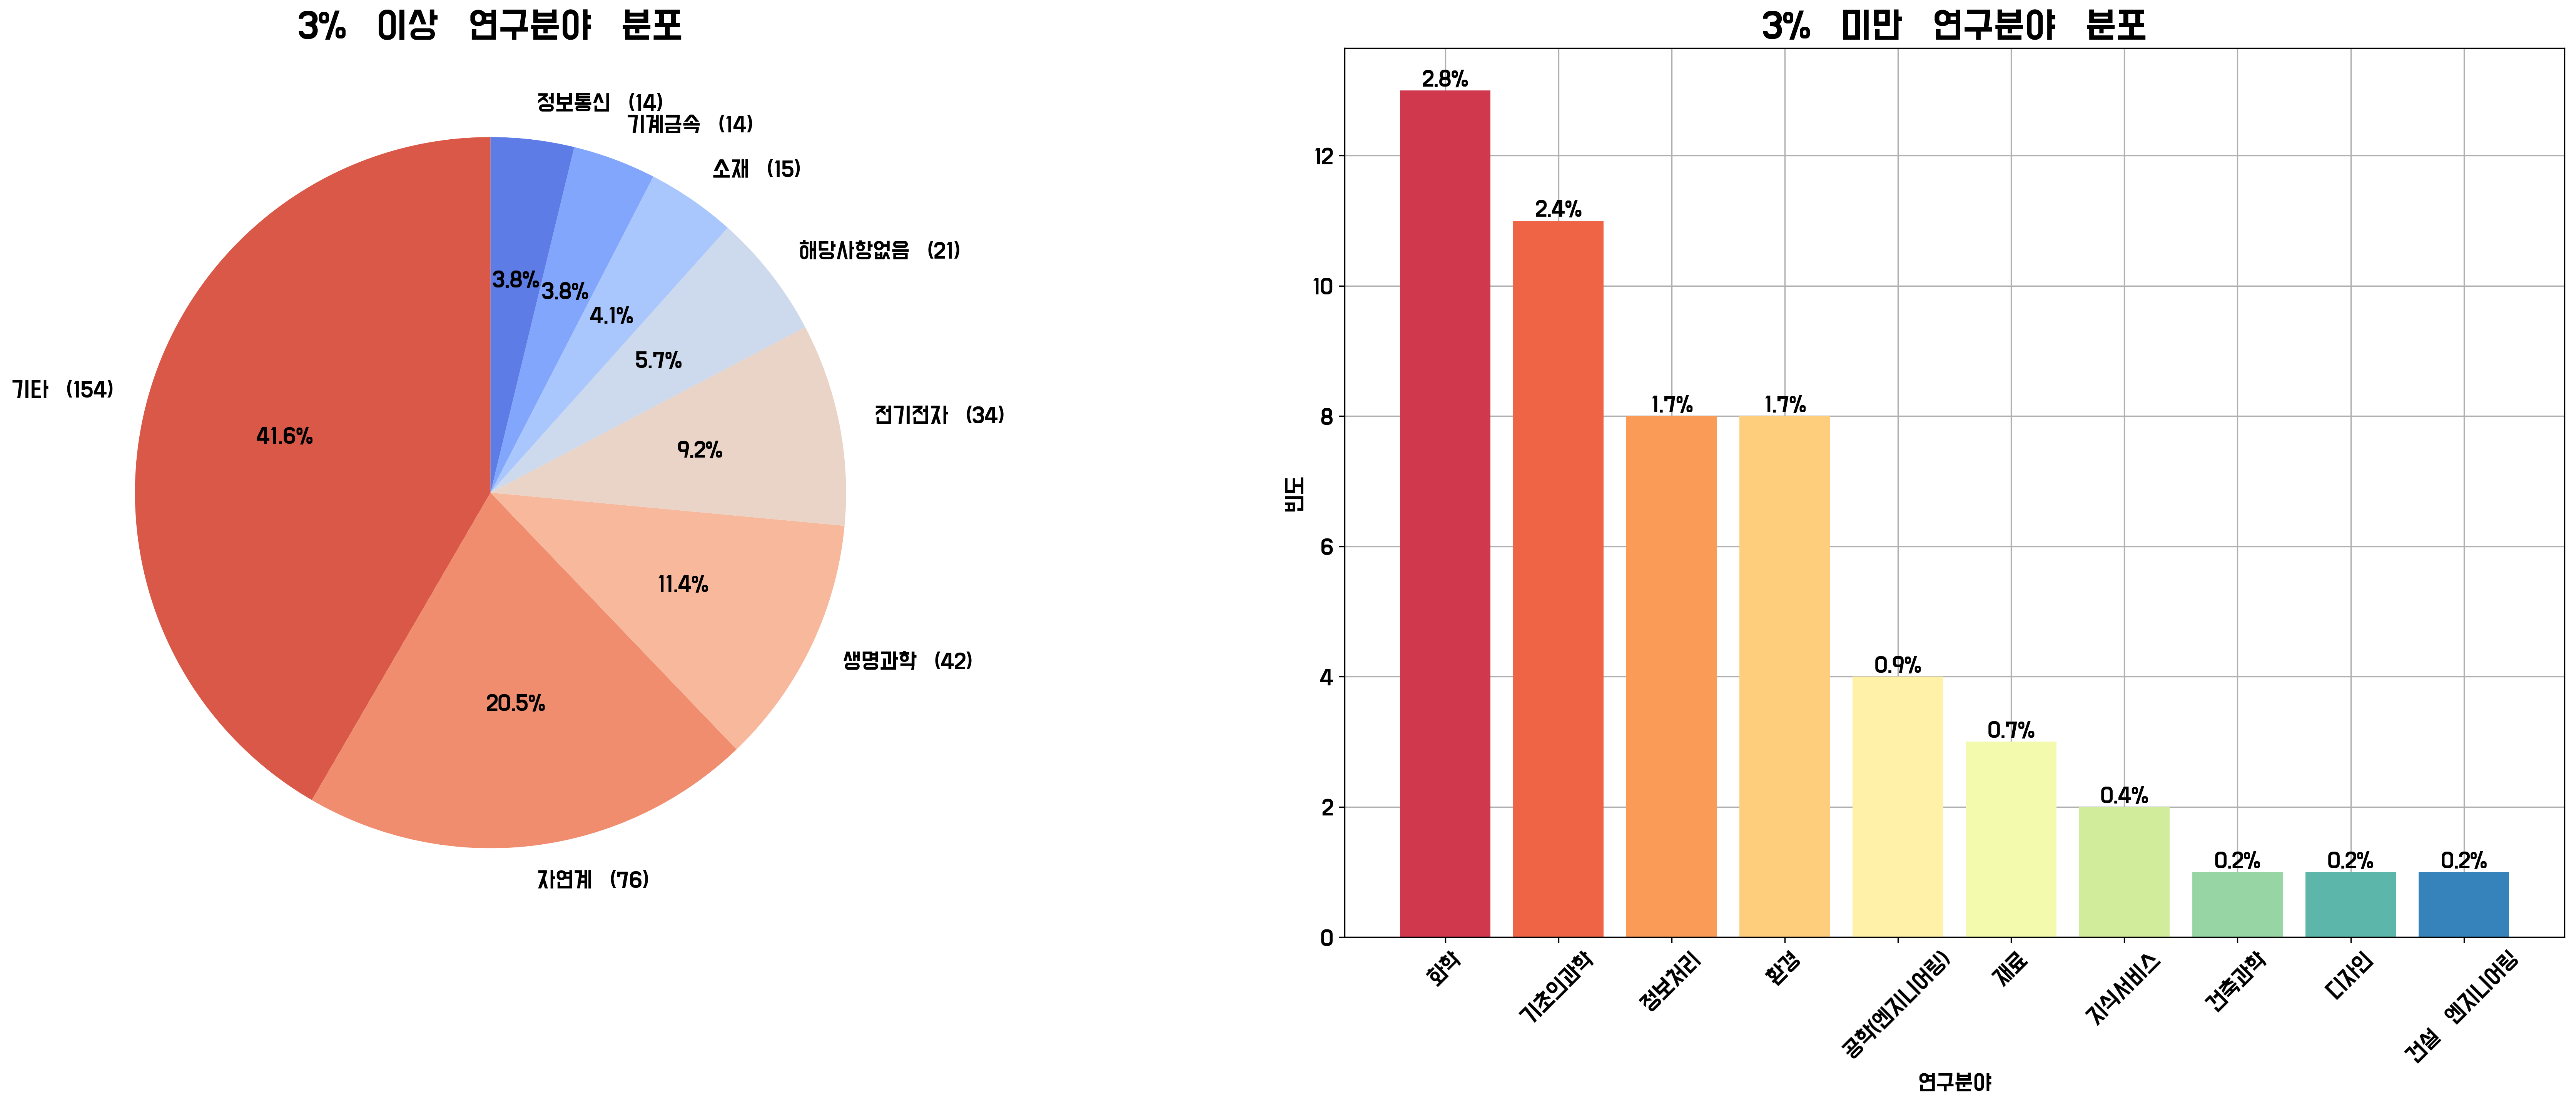 3% 이상 연구분야 분포
정보통신 (14)
기계금속 (14)
소재 (15)
해당사항없음 (21)
전기전자 (34)
생명과학 (42)
자연계 (76)
기타 (154)
3.8%
3.8%
4.1%
5.7%
9.2%
11.4%
20.5%
41.6%
3% 미만 연구분야 분포
빈도
12
10
8
6
4
2
0
2.8%
2.4%
1.7%
1.7%
0.9%
0.7%
0.4%
0.2%
0.2%
0.2%
화학
기초의과학
정보처리
환경
공학(엔지니어링)
재료
지식서비스
건축과학
디자인
건설 엔지니어링
연구분야